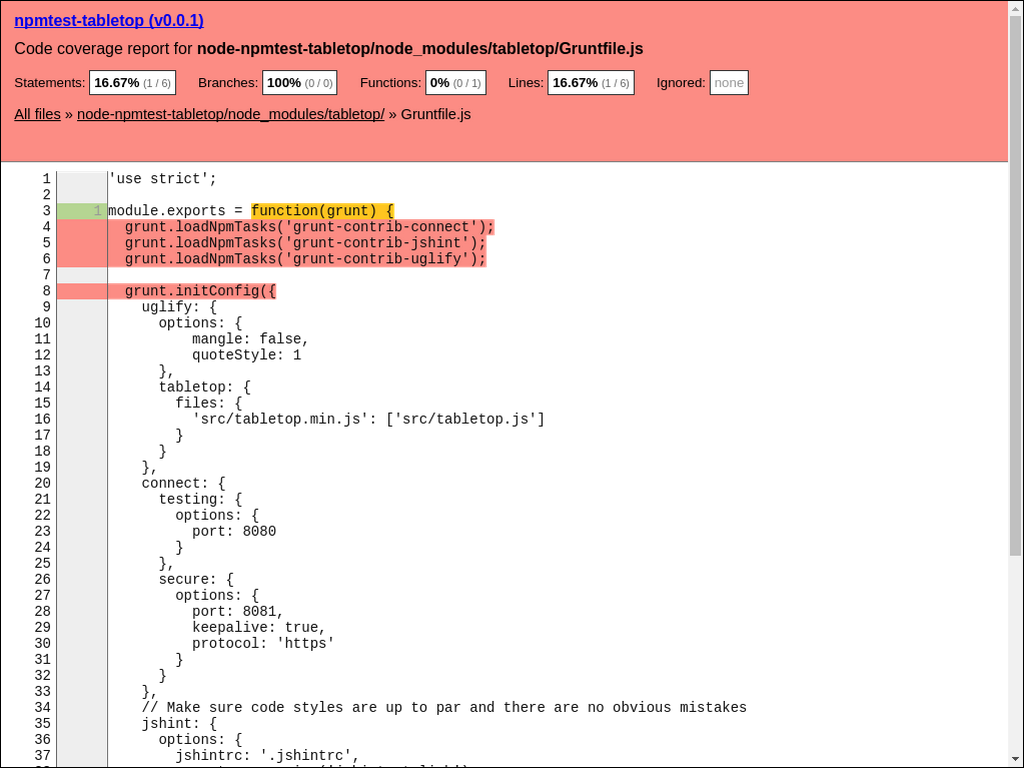 npmtest-tabletop (v0.0.1)
Code coverage report for node-npmtest-tabletop/node_modules/tabletop/Gruntfile.js
Statements: 16.67% (1 / 6) Branches: 100% (0 / 0) Functions: 0% (0 / 1) Lines: 16.67% (1 / 6) Ignored: none
All files » node-npmtest-tabletop/node_modules/tabletop/ » Gruntfile.js
1 'use strict';
2
3 1 module.exports = function(grunt) {
4 grunt.loadNpmTasks('grunt-contrib-connect');
5 grunt.loadNpmTasks('grunt-contrib-jshint');
6 grunt.loadNpmTasks('grunt-contrib-uglify');
7
8 grunt.initConfig({
9 uglify: {
10 options: {
11 mangle: false,
12 quoteStyle: 1
13 },
14 tabletop: {
15 files: {
16 'src/tabletop.min.js': ['src/tabletop.js']
17 }
18 }
19 },
20 connect: {
21 testing: {
22 options: {
23 port: 8080
24 }
25 },
26 secure: {
27 options: {
28 port: 8081,
29 keepalive: true,
30 protocol: 'https'
31 }
32 }
33 },
34 // Make sure code styles are up to par and there are no obvious mistakes
35 jshint: {
36 options: {
37 jshintrc: '.jshintrc',